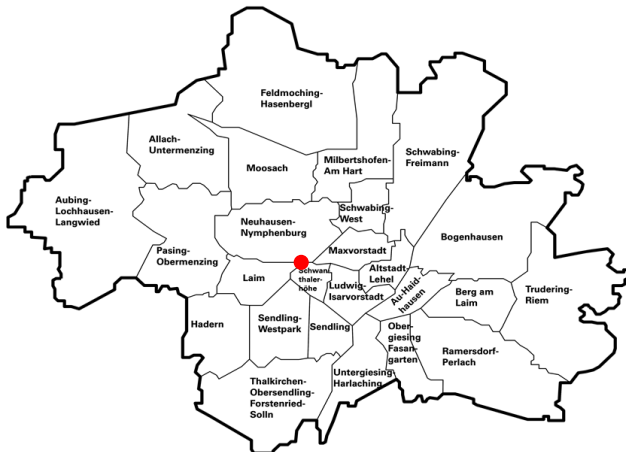 Feldmoching-
Hasenbergl
Allach-
Untermenzing
Moosach
Milbertshofen-
Am Hart
Schwabing-
Freimann
Aubing-
Lochhausen-
Langwied
Neuhausen-
Nymphenburg
Schwabing-
West
Pasing-
Obermenzing
Maxvorstadt
Bogenhausen
Laim
Schwan
thaler-
höhe
Ludwig-
Isarvorstadt
Altstadt-
Lehel
Au-Haid-
hausen
Berg am
Laim
Trudering-
Riem
Hadern
Sendling-
Westpark
Sendling
Ober-
giesing
Fasan-
garten
Ramersdorf-
Perlach
Thalkirchen-
Obersendling-
Forstenried-
Solln
Untergiesing-
Harlaching